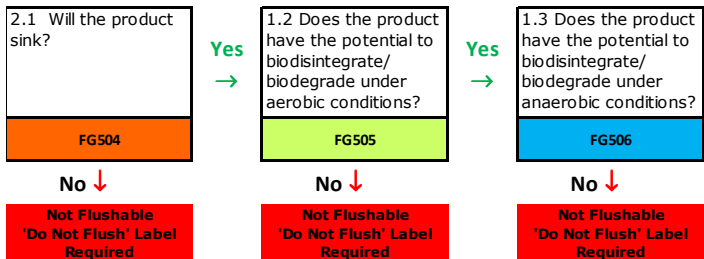 2.1 Will the product
sink?
FG504
No ↓
Not Flushable
'Do Not Flush' Label
Required
Yes
→
1.2 Does the product
have the potential to
biodisintegrate/
biodegrade under
aerobic conditions?
FG505
No ↓
Not Flushable
'Do Not Flush' Label
Required
Yes
→
1.3 Does the product
have the potential to
biodisintegrate/
biodegrade under
anaerobic conditions?
FG506
No ↓
Not Flushable
'Do Not Flush' Label
Required